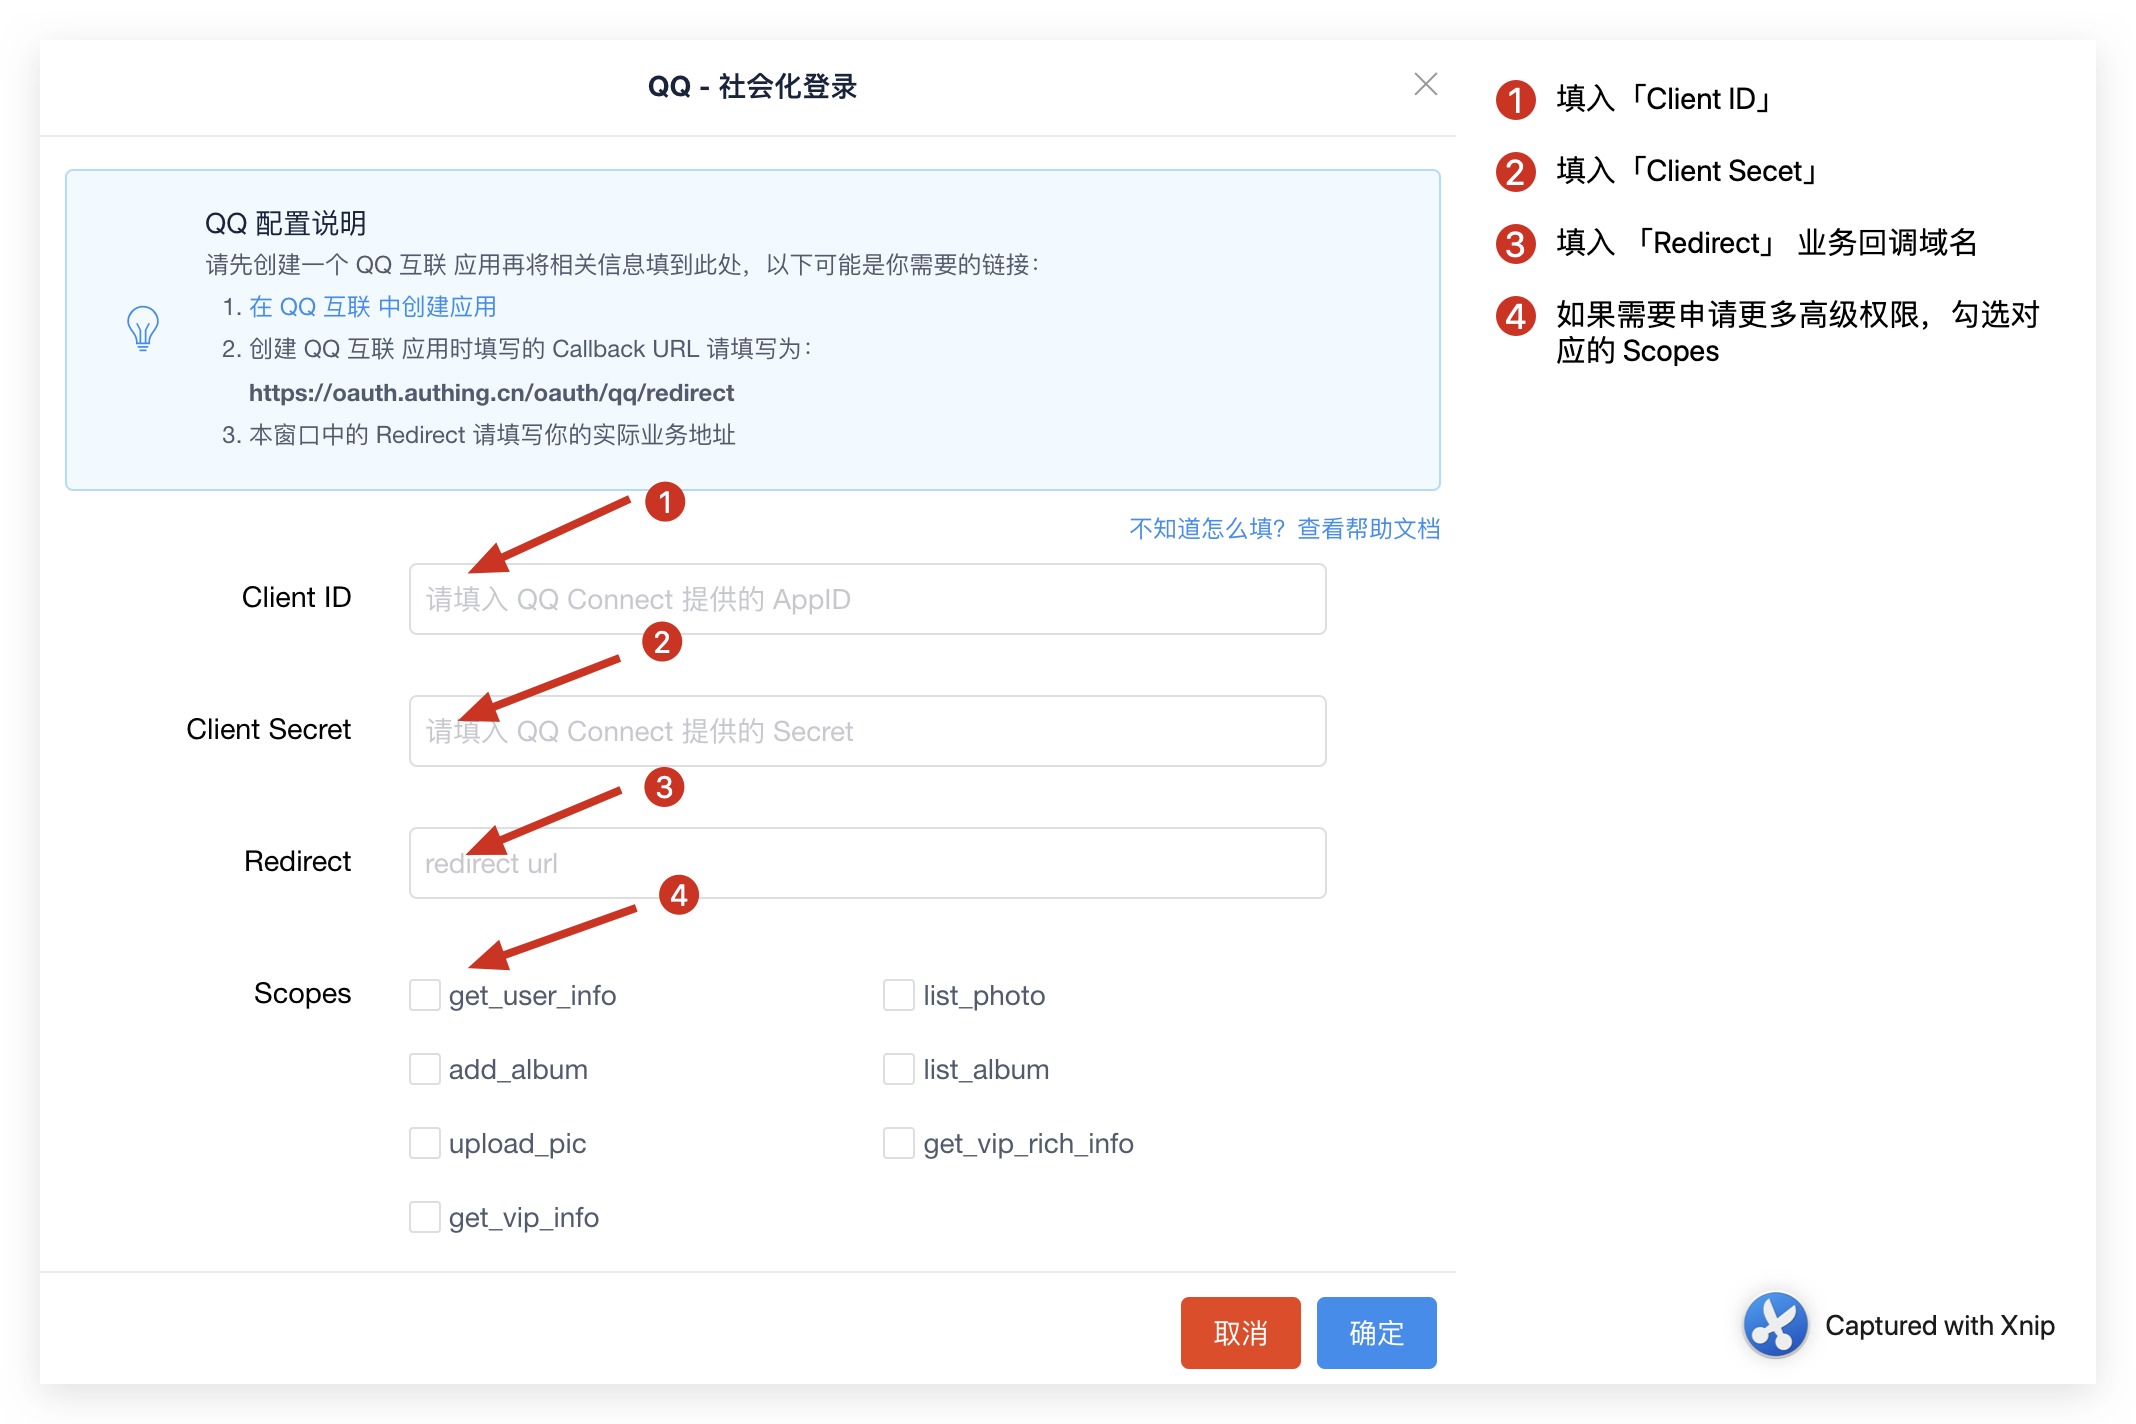 QQ - 社会化登录
QQ 配置说明
请先创建一个 QQ 互联 应用再将相关信息填到此处，以下可能是你需要的链接：
1. 在 QQ 互联 中创建应用
2. 创建 QQ 互联 应用时填写的 Callback URL 请填写为：
https://oauth.authing.cn/oauth/qq/redirect
3. 本窗口中的 Redirect 请填写你的实际业务地址
1
不知道怎么填？查看帮助文档
Client ID
请填入 QQ Connect 提供的 AppID
2
Client Secret
请填入 QQ Connect 提供的 Secret
3
Redirect
redirect url
4
Scopes
get_user_info
list_photo
add_album
list_album
upload_pic
get_vip_rich_info
get_vip_info
取消
确定
1 填入「Client ID」
2 填入「Client Secet」
3 填入 「Redirect」 业务回调域名
4 如果需要申请更多高级权限，勾选对
应的 Scopes
Captured with Xnip